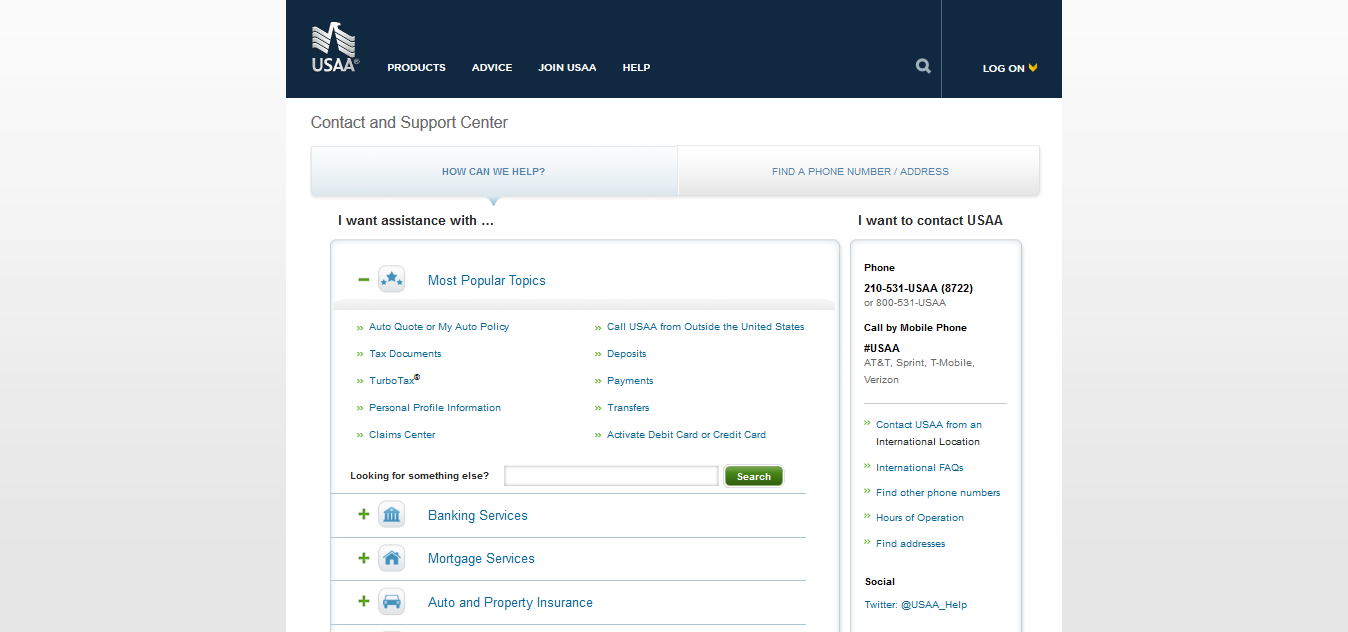 USAA®
PRODUCTS ADVICE JOIN USAA HELP
LOG ON
Contact and Support Center
HOW CAN WE HELP?
FIND A PHONE NUMBER / ADDRESS
I want assistance with ...
Most Popular Topics
Auto Quote or My Auto Policy
Tax Documents
TurboTax®
Personal Profile Information
Claims Center
Call USAA from Outside the United States
Deposits
Payments
Transfers
Activate Debit Card or Credit Card
Looking for something else? Search
Banking Services
Mortgage Services
Auto and Property Insurance
I want to contact USAA
Phone
210-531-USAA (8722)
or 800-531-USAA
Call by Mobile Phone
#USAA
AT&T, Sprint, T-Mobile,
Verizon
Contact USAA from an
International Location
International FAQs
Find other phone numbers
Hours of Operation
Find addresses
Social
Twitter: @USAA_Help